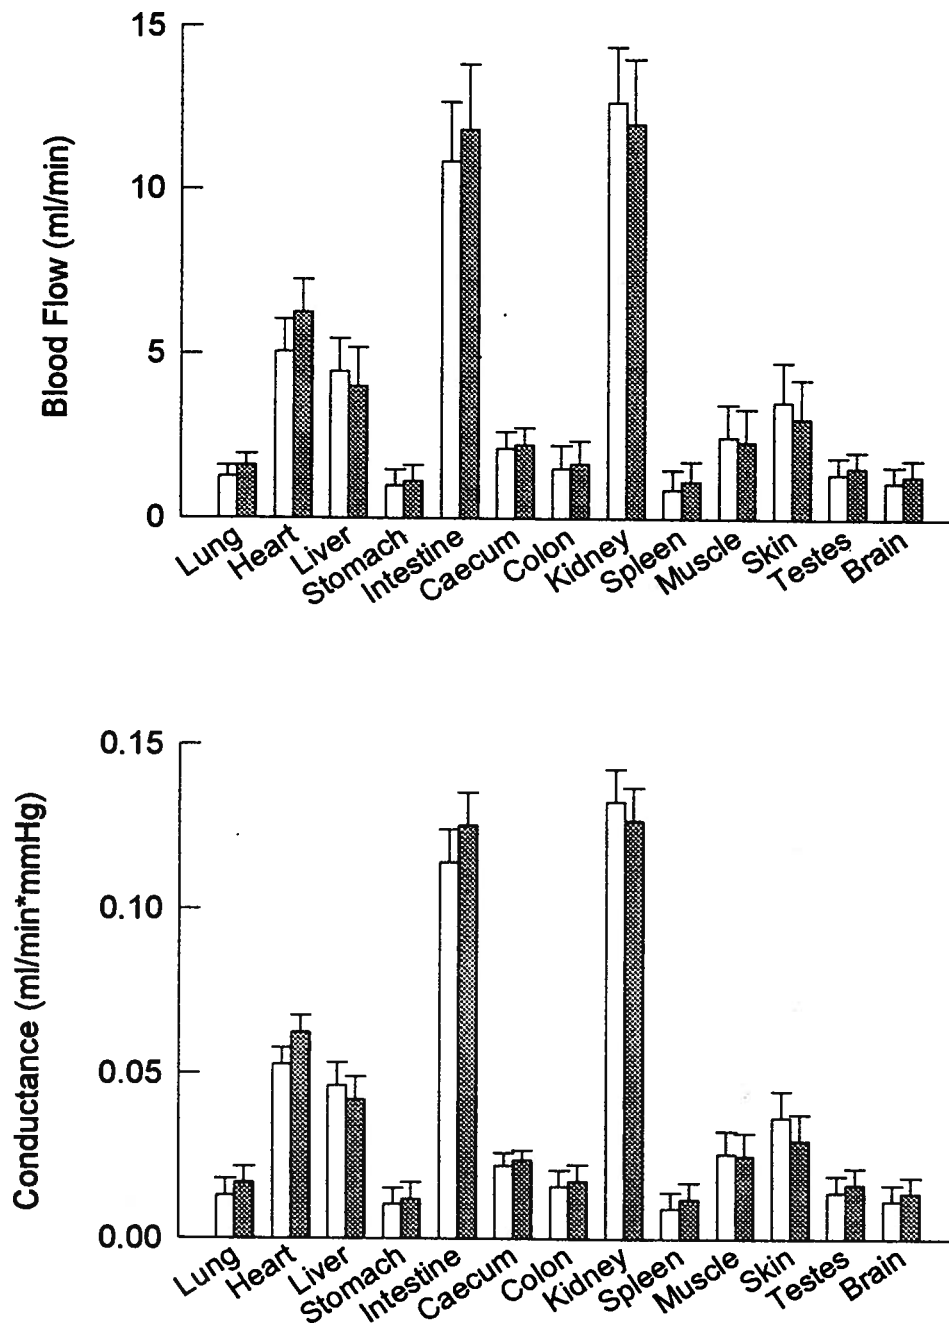 15
10
5
0
Blood Flow (ml/min)
Lung
Heart
Liver
Stomach
Intestine
Caecum
Colon
Kidney
Spleen
Muscle
Skin
Testes
Brain
0.15
0.10
0.05
0.00
Conductance (ml/min*mmHg)
Lung
Heart
Liver
Stomach
Intestine
Caecum
Colon
Kidney
Spleen
Muscle
Skin
Testes
Brain